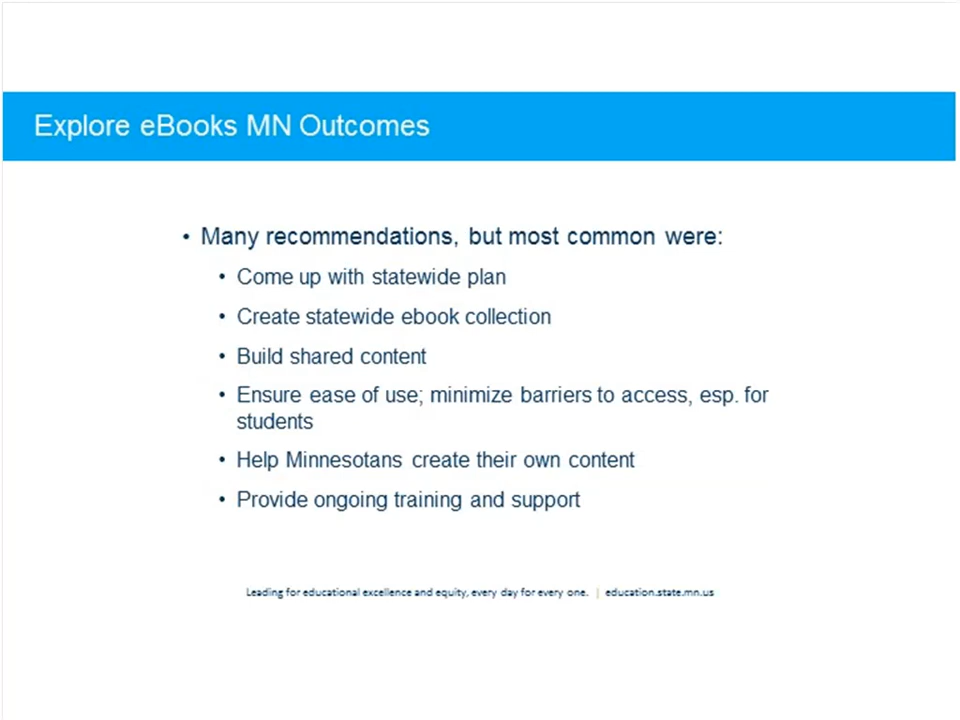 Explore eBooks MN Outcomes
• Many recommendations, but most common were:
• Come up with statewide plan
• Create statewide ebook collection
• Build shared content
• Ensure ease of use; minimize barriers to access, esp. for
students
• Help Minnesotans create their own content
• Provide ongoing training and support
Leading for educational excellence and equity, every day for every one. | education.state.mn.us